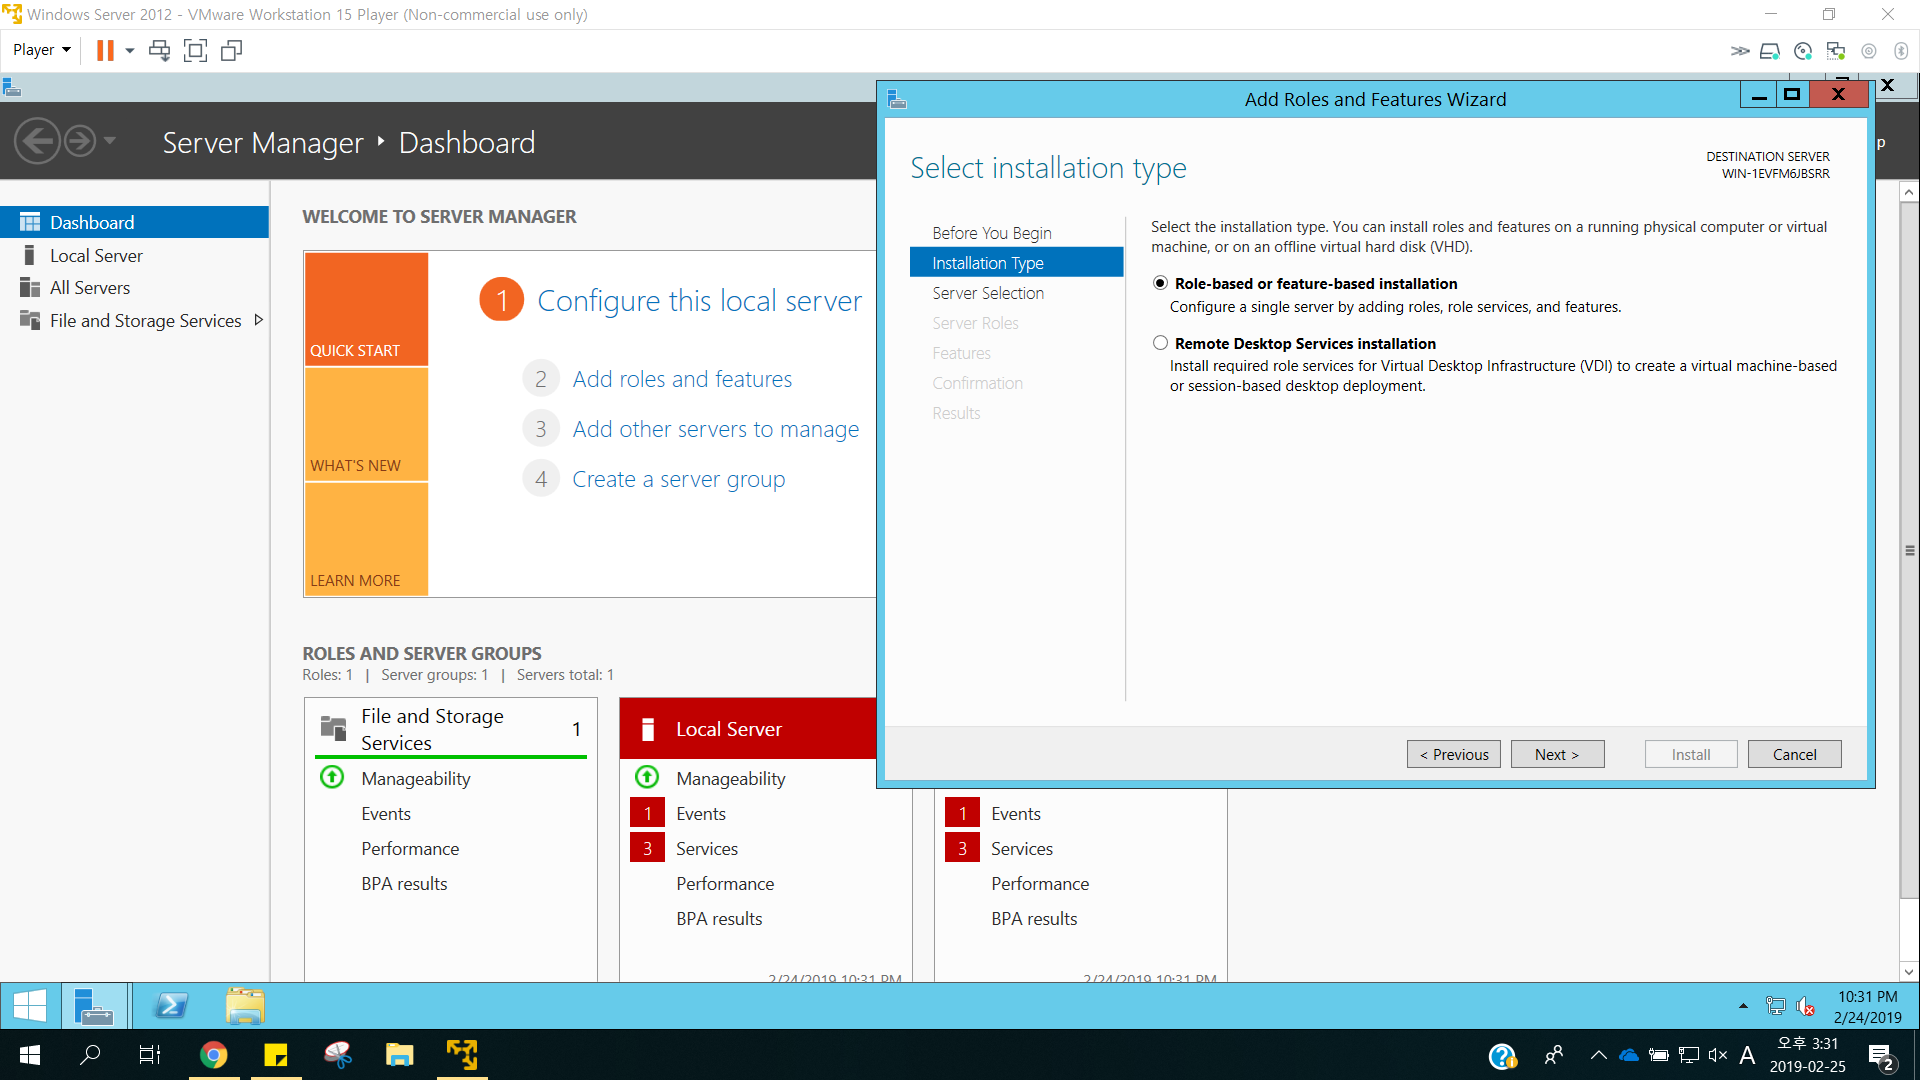 Windows Server 2012 - VMware Workstation 15 Player (Non-commercial use only)
Player
Server Manager
Dashboard
Dashboard
Local Server
All Servers
File and Storage Services
WELCOME TO SERVER MANAGER
QUICK START
WHAT'S NEW
LEARN MORE
1 Configure this local server
2 Add roles and features
3 Add other servers to manage
4 Create a server group
ROLES AND SERVER GROUPS
Roles: 1 | Server groups: 1 | Servers total: 1
File and Storage
Services
1
Manageability
Events
Performance
BPA results
Local Server
Manageability
1 Events
3 Services
Performance
BPA results
2/24/2019 10:31 PM
1 Events
3 Services
Performance
BPA results
2/24/2019 10:31 PM
Add Roles and Features Wizard
X
X
p
Select installation type
DESTINATION SERVER
WIN-1EVFM6JBSRR
Before You Begin
Installation Type
Server Selection
Server Roles
Features
Confirmation
Results
Select the installation type. You can install roles and features on a running physical computer or virtual
machine, or on an offline virtual hard disk (VHD).
Role-based or feature-based installation
Configure a single server by adding roles, role services, and features.
Remote Desktop Services installation
Install required role services for Virtual Desktop Infrastructure (VDI) to create a virtual machine-based
or session-based desktop deployment.
< Previous
Next >
Install
Cancel
10:31 PM
2/24/2019
A
오후 3:31
2019-02-25
2